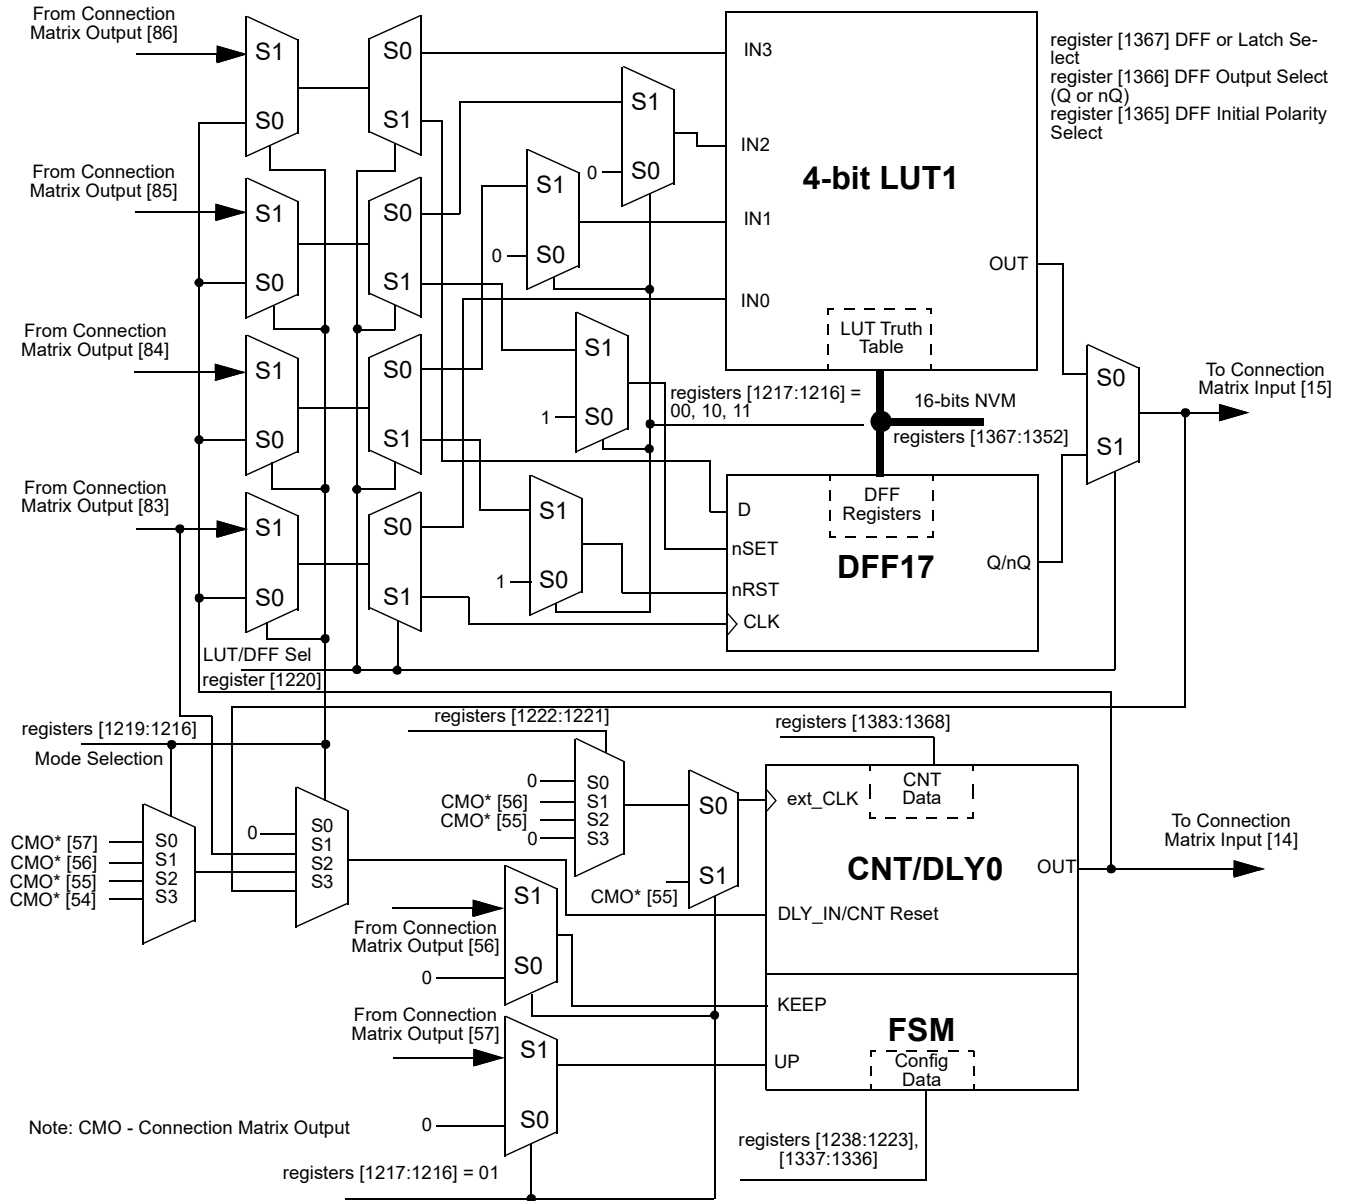 From Connection
Matrix Output [86]
S1
S0
S0
S1
IN3
IN2
IN1
IN0
4-bit LUT1
OUT
LUT Truth
Table
register [1367] DFF or Latch Se-
lect
register [1366] DFF Output Select
(Q or nQ)
register [1365] DFF Initial Polarity
Select
S1
0
S0
S1
0
S0
From Connection
Matrix Output [85]
S1
S0
S0
S1
From Connection
Matrix Output [84]
S1
S0
S0
S1
S1
1
S0
registers [1217:1216] =
00, 10, 11
16-bits NVM
registers [1367:1352]
S0
S1
To Connection
Matrix Input [15]
From Connection
Matrix Output [83]
S1
S0
S0
S1
S1
1
S0
DFF
Registers
D
nSET
nRST
CLK
DFF17
Q/nQ
LUT/DFF Sel
register [1220]
registers [1219:1216]
Mode Selection
registers [1222:1221]
registers [1383:1368]
CMO* [57]
CMO* [56]
CMO* [55]
CMO* [54]
S0
S1
S2
S3
0
S0
S1
S2
S3
0
CMO* [56]
CMO* [55]
0
S0
S1
S2
S3
S0
S1
CMO* [55]
ext_CLK
CNT
Data
CNT/DLY0
OUT
DLY_IN/CNT Reset
To Connection
Matrix Input [14]
From Connection
Matrix Output [56]
S1
0
S0
KEEP
FSM
UP
Config
Data
From Connection
Matrix Output [57]
S1
0
S0
Note: CMO - Connection Matrix Output
registers [1217:1216] = 01
registers [1238:1223],
[1337:1336]